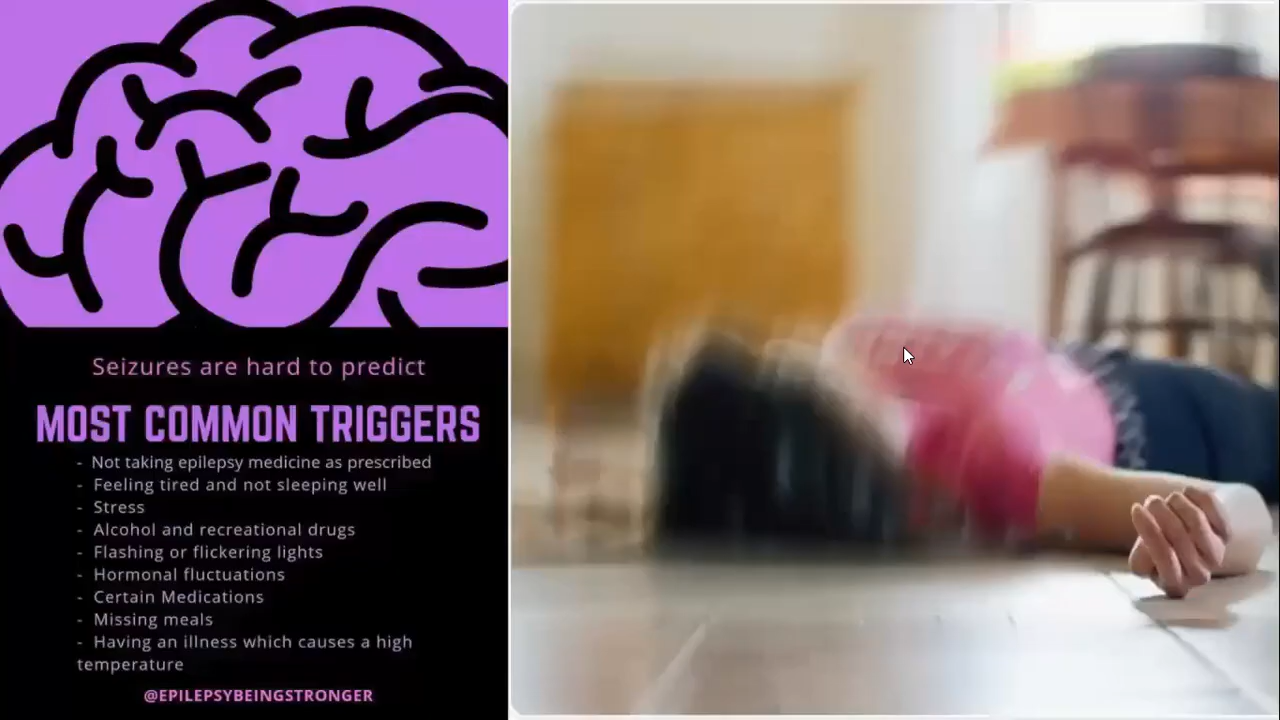 Seizures are hard to predict
MOST COMMON TRIGGERS
- Not taking epilepsy medicine as prescribed
- Feeling tired and not sleeping well
- Stress
- Alcohol and recreational drugs
- Flashing or flickering lights
- Hormonal fluctuations
- Certain Medications
- Missing meals
- Having an illness which causes a high
temperature
@EPILEPSYBEINGSTRONGER